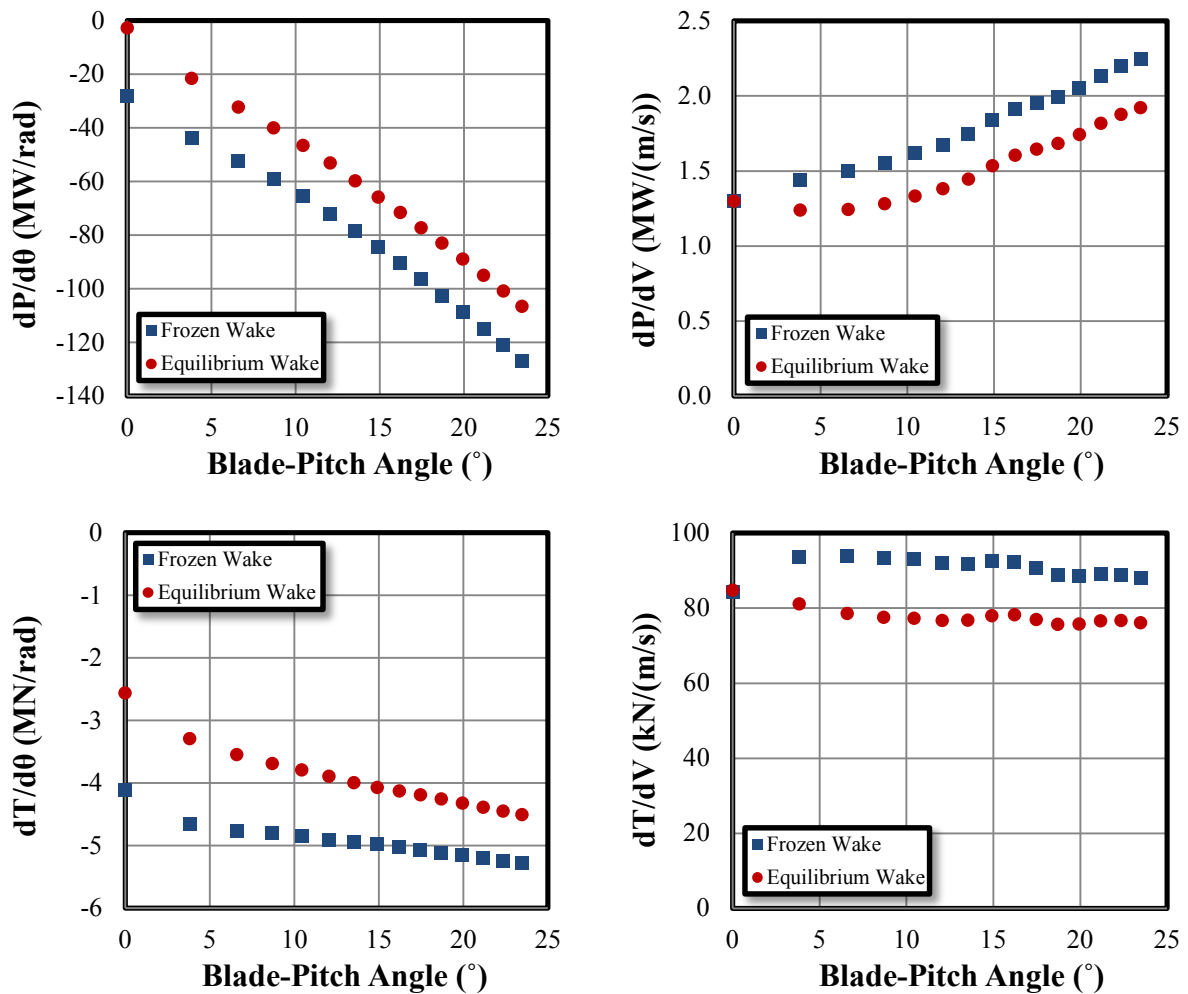 dP/dθ (MW/rad)
0
-20
-40
-60
-80
-100
-120
-140
Frozen Wake
Equilibrium Wake
0 5 10 15 20 25
Blade-Pitch Angle (˚)
dP/dV (MW/(m/s))
2.5
2.0
1.5
1.0
0.5
0.0
Frozen Wake
Equilibrium Wake
0 5 10 15 20 25
Blade-Pitch Angle (˚)
dT/dθ (MN/rad)
0
-1
-2
-3
-4
-5
-6
Frozen Wake
Equilibrium Wake
0 5 10 15 20 25
Blade-Pitch Angle (˚)
dT/dV (kN/(m/s))
100
80
60
40
20
0
Frozen Wake
Equilibrium Wake
0 5 10 15 20 25
Blade-Pitch Angle (˚)